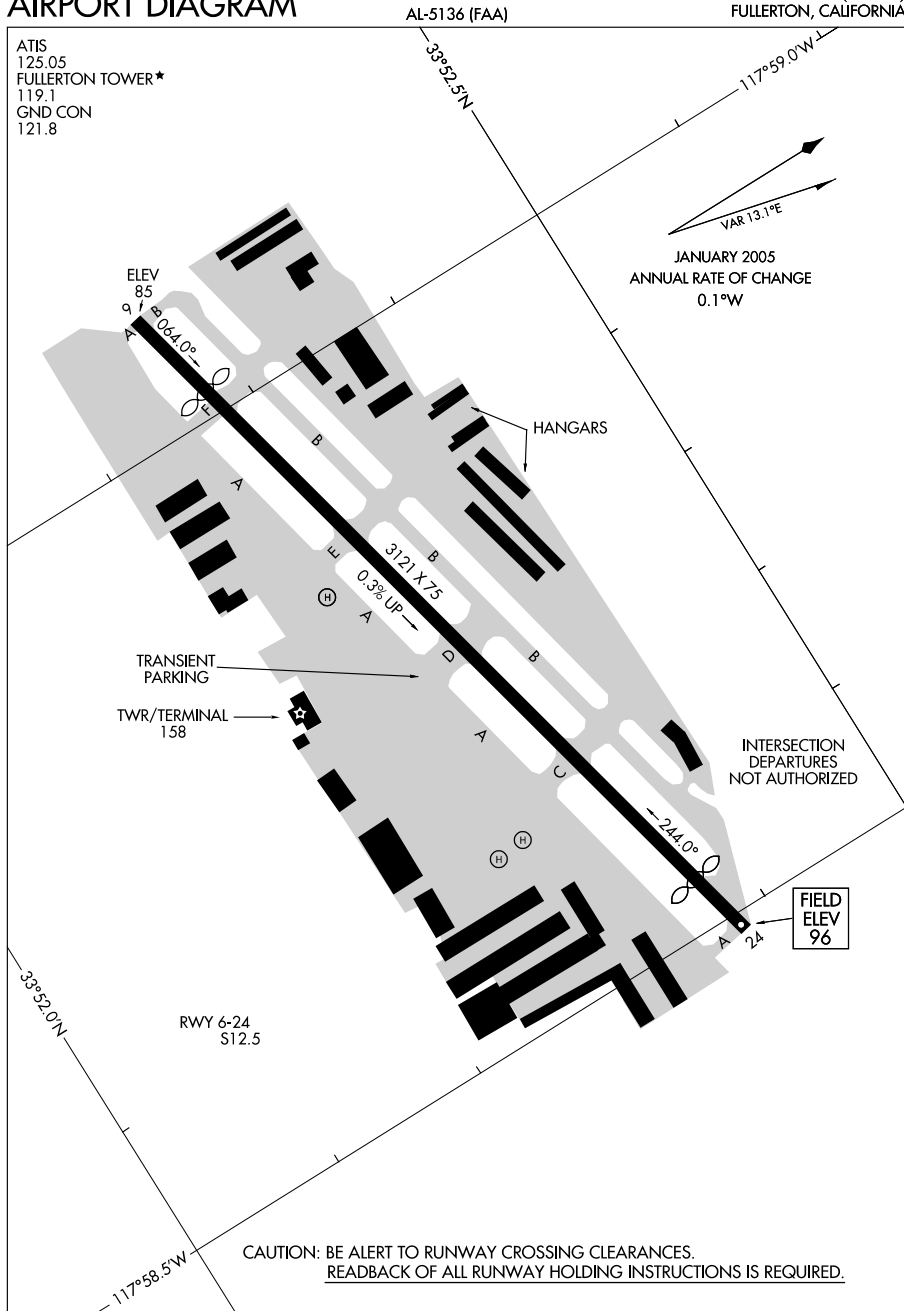 AIRPORT DIAGRAM
AL-5136 (FAA)
FULLERTON, CALIFORNIA
ATIS
125.05
FULLERTON TOWER★
119.1
GND CON
121.8
33°52.5'N
117°59.0'W
VAR 13.1°E
JANUARY 2005
ANNUAL RATE OF CHANGE
0.1°W
ELEV
85
9
B
A
064.0°
F
B
A
HANGARS
E
3121 X 75
0.3% UP
B
H
A
D
B
TRANSIENT
PARKING
TWR/TERMINAL
158
A
C
INTERSECTION
DEPARTURES
NOT AUTHORIZED
244.0°
H
H
A
24
FIELD
ELEV
96
33°52.0'N
RWY 6-24
S12.5
117°58.5'W
CAUTION: BE ALERT TO RUNWAY CROSSING CLEARANCES.
READBACK OF ALL RUNWAY HOLDING INSTRUCTIONS IS REQUIRED.